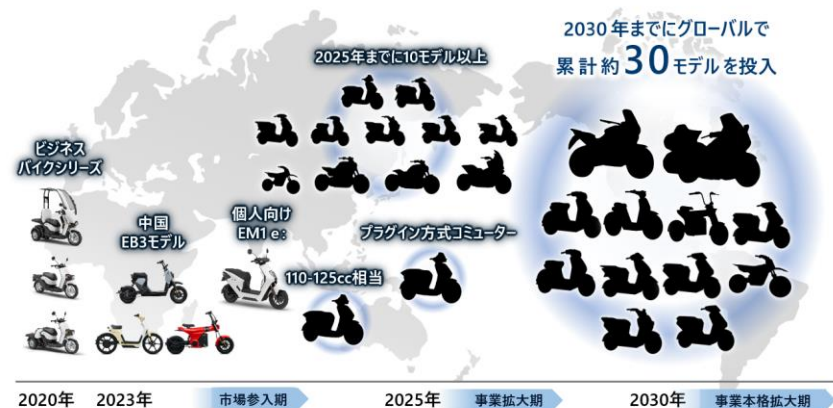 2030年までにグローバルで
累計約30モデルを投入
2025年までに10モデル以上
ビジネス
バイクシリーズ
中国
EB3モデル
個人向け
EM1 e:
プラグイン方式コミューター
110-125cc相当
2020年 2023年 市場参入期 2025年 事業拡大期 2030年 事業本格拡大期